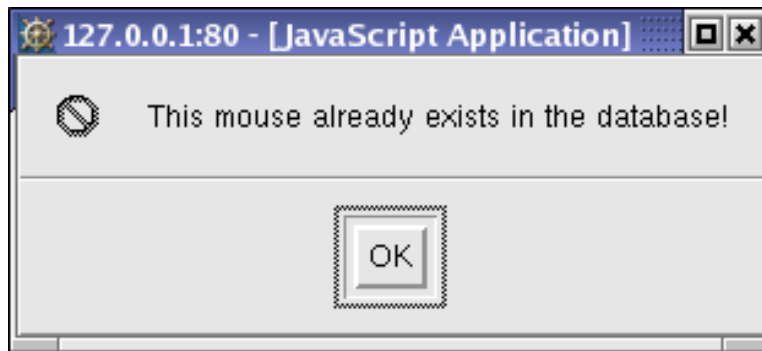 127.0.0.1:80 - [JavaScript Application]
This mouse already exists in the database!
OK